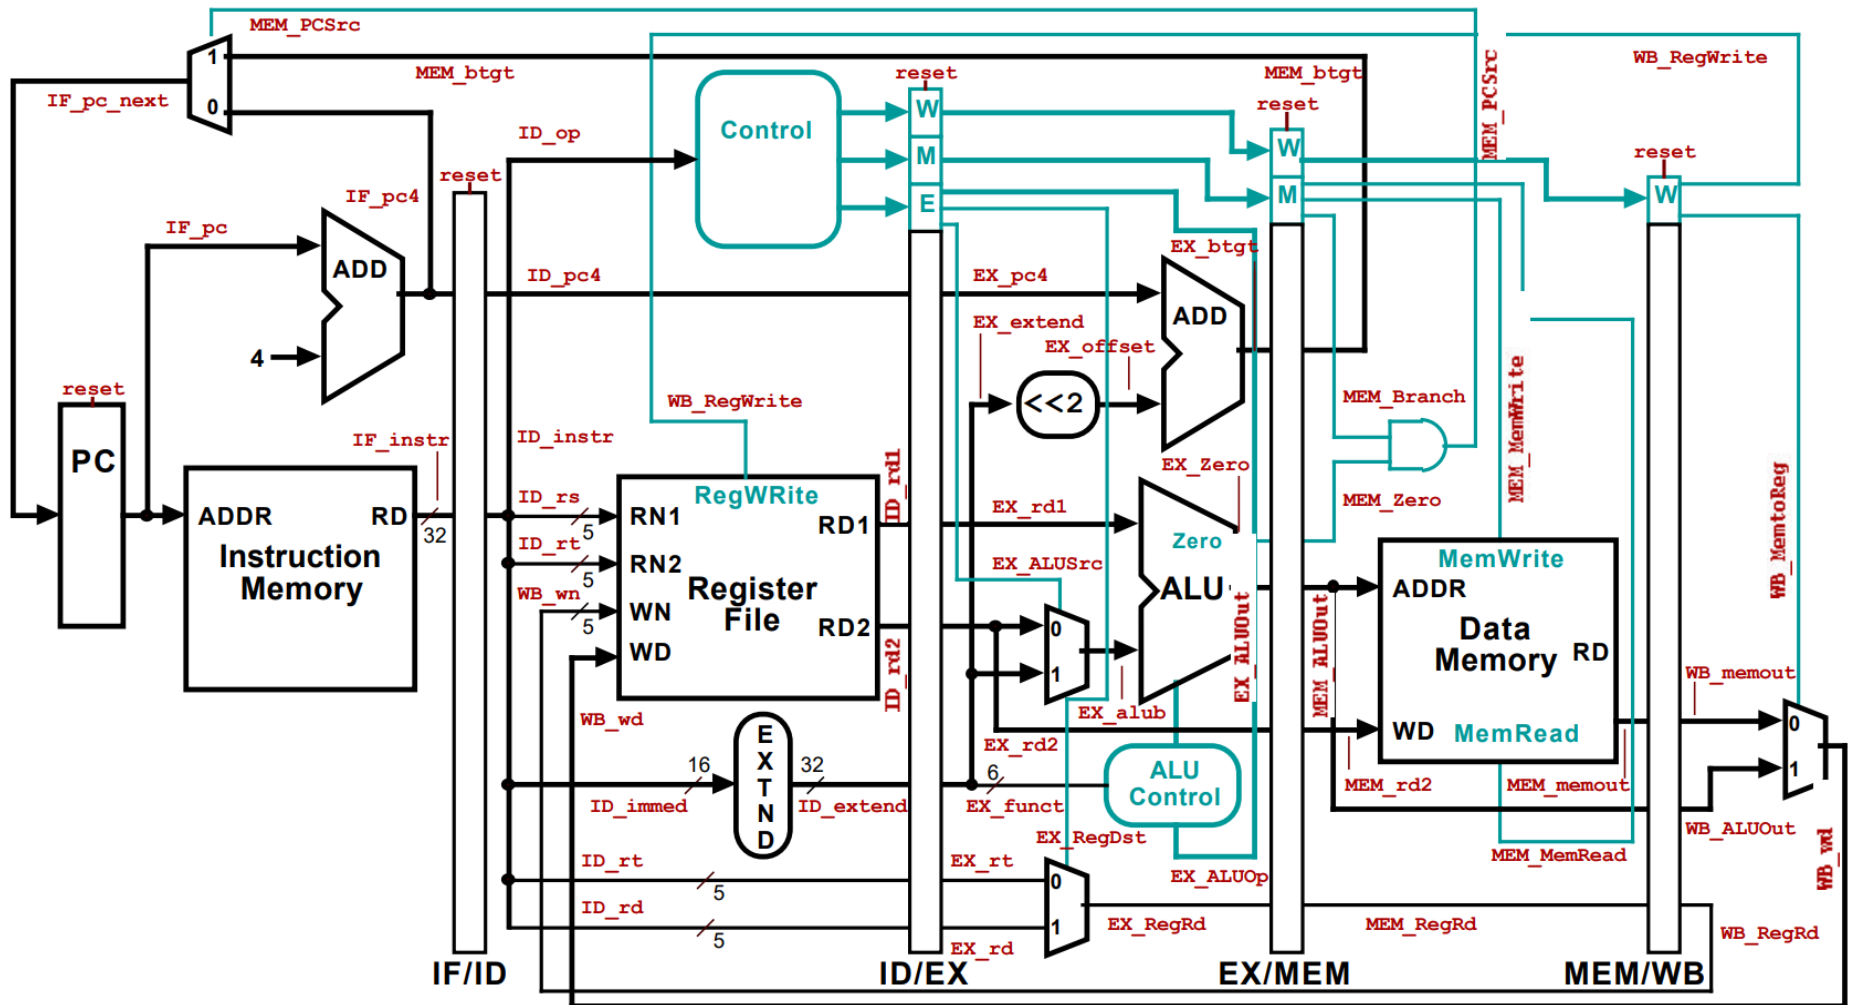 MEM_PCSrc
1
MEM_btgt
MEM_btgt
WB_RegWrite
IF_pc_next
0
reset
reset
MEM_PCSrc
Control
W
ID_op
M
W
reset
reset
E
M
W
IF_pc4
IF_pc
ADD
ID_pc4
EX_pc4
EX_btgt
ADD
EX_extend
EX_offset
4
reset
<<2
WB_RegWrite
MEM_Branch
MEM_MemWrite
IF_instr
ID_instr
PC
ID_rd1
EX_Zero
RegWRite
ID_rs
MEM_Zero
ADDR
RD
32
5
RN1
RD1
EX_rd1
WB_MemtoReg
Instruction
Memory
ID_rt
5
RN2
Zero
MemWrite
EX_ALUSrc
Register
File
WB_wn
5
WN
ALU
ADDR
EX_ALUOut
MEM_ALUOut
RD2
0
Data
Memory
RD
WD
ID_rd2
1
WB_memout
WB_wd
EX_alub
WD
MemRead
0
E
X
T
N
D
EX_rd2
16
32
6
ALU
Control
1
ID_immed
ID_extend
EX_funct
MEM_rd2
MEM_memout
EX_RegDst
WB_ALUOut
MEM_MemRead
WB_wd
ID_rt
5
EX_rt
0
EX_ALUOp
ID_rd
5
EX_rd
1
EX_RegRd
MEM_RegRd
WB_RegRd
IF/ID
ID/EX
EX/MEM
MEM/WB